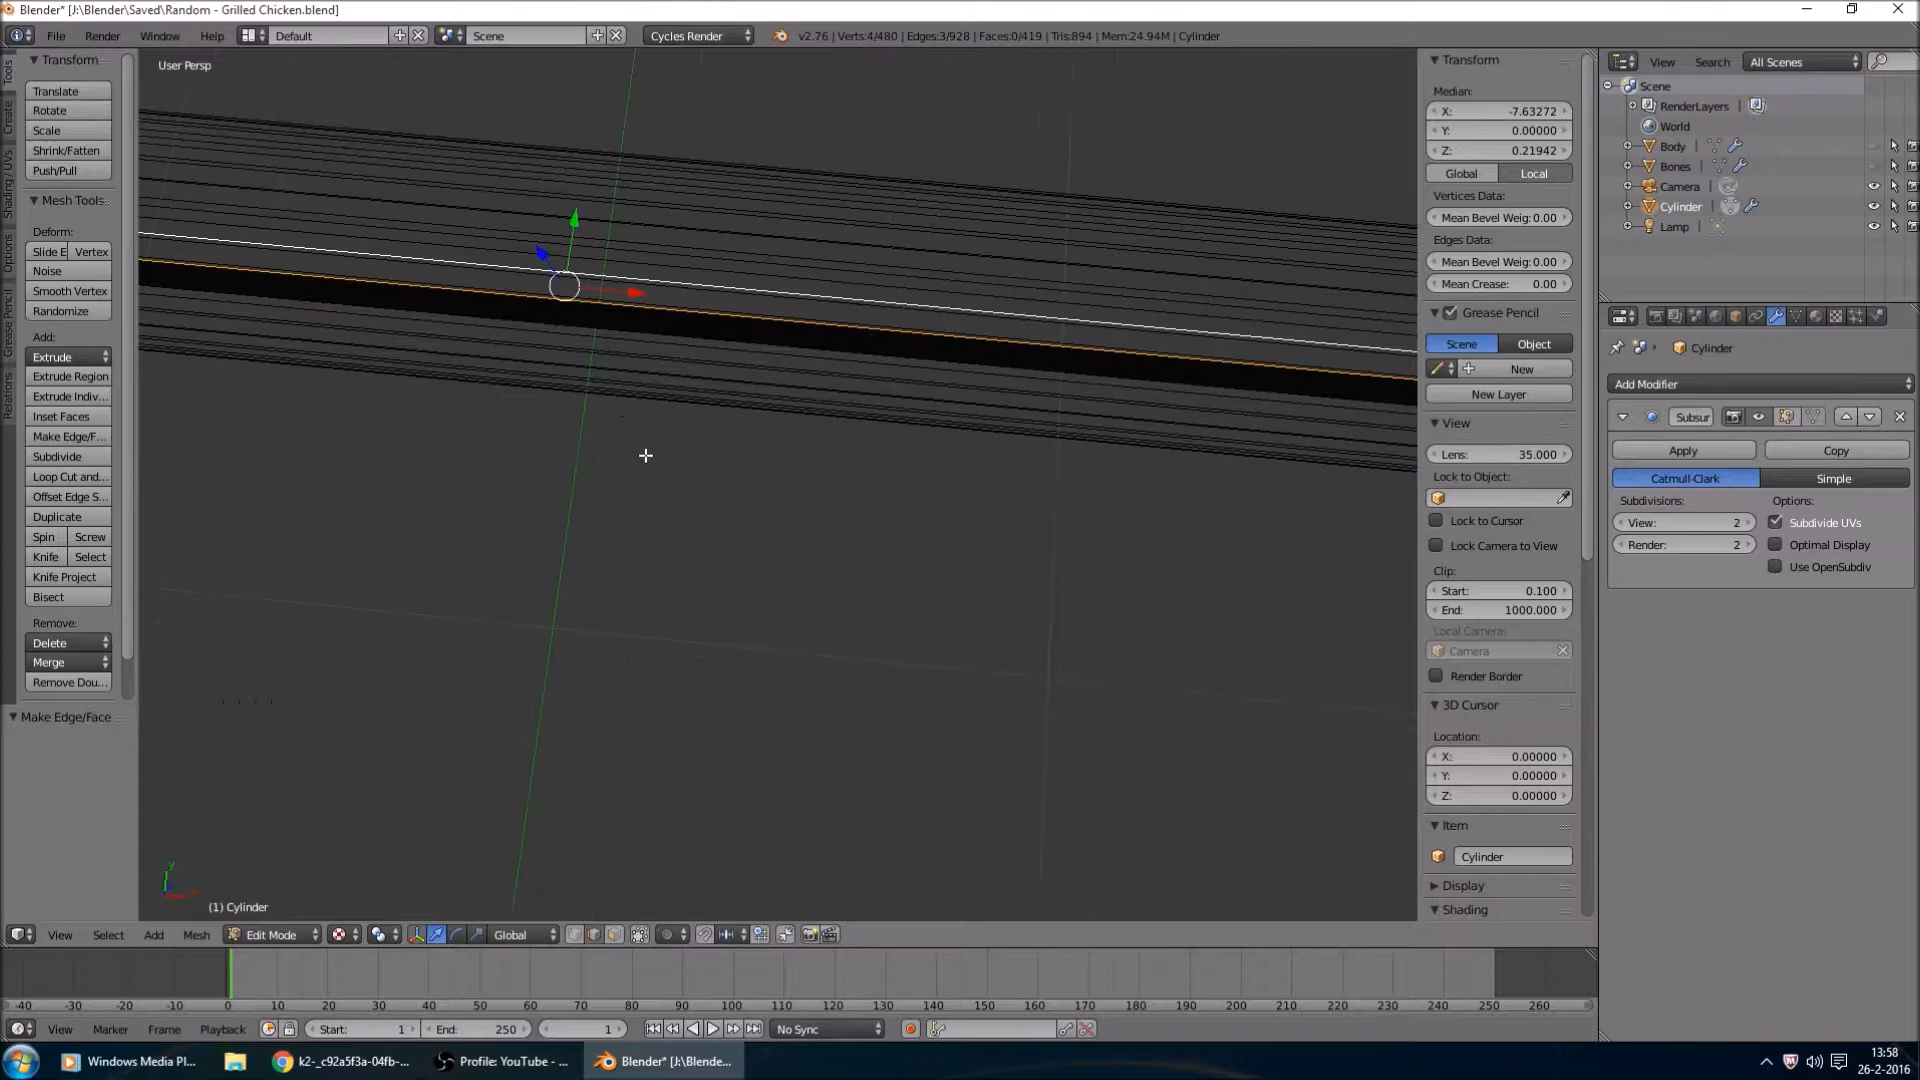 Blender* [J:\Blender\Saved\Random - Grilled Chicken.blend]
File Render Window Help Default Scene Cycles Render v2.76 | Verts:4/480 | Edges:3/928 | Faces:0/419 | Tris:894 | Mem:24.94M | Cylinder
Tools
Create
Shading / UVs
Options
Grease Pencil
Relations
Transform
Translate
Rotate
Scale
Shrink/Fatten
Push/Pull
Mesh Tools
Deform:
Slide E Vertex
Noise
Smooth Vertex
Randomize
Add:
Extrude
Extrude Region
Extrude Indiv...
Inset Faces
Make Edge/F...
Subdivide
Loop Cut and...
Offset Edge S...
Duplicate
Spin Screw
Knife Select
Knife Project
Bisect
Remove:
Delete
Merge
Remove Dou...
Make Edge/Face
User Persp
y
(1) Cylinder
Transform
Median:
X: -7.63272
Y: 0.00000
Z: 0.21942
Global Local
Vertices Data:
Mean Bevel Weig: 0.00
Edges Data:
Mean Bevel Weig: 0.00
Mean Crease: 0.00
Grease Pencil
Scene Object
New
New Layer
View
Lens: 35.000
Lock to Object:
Lock to Cursor
Lock Camera to View
Clip:
Start: 0.100
End: 1000.000
Local Camera:
Camera
Render Border
3D Cursor
Location:
X: 0.00000
Y: 0.00000
Z: 0.00000
Item
Cylinder
Display
Shading
View Search All Scenes
Scene
RenderLayers
World
Body
Bones
Camera
Cylinder
Lamp
Cylinder
Add Modifier
Subsur
Apply Copy
Catmull-Clark Simple
Subdivisions: Options:
View: 2 Subdivide UVs
Render: 2 Optimal Display
Use OpenSubdiv
View Select Add Mesh Edit Mode Global
-40 -30 -20 -10 0 10 20 30 40 50 60 70 80 90 100 110 120 130 140 150 160 170 180 190 200 210 220 230 240 250 260
View Marker Frame Playback Start: 1 End: 250 1 No Sync
Windows Media Pl... k2-_c92a5f3a-04fb-... Profile: YouTube - ... Blender* [J:\Blende...
13:58
26-2-2016